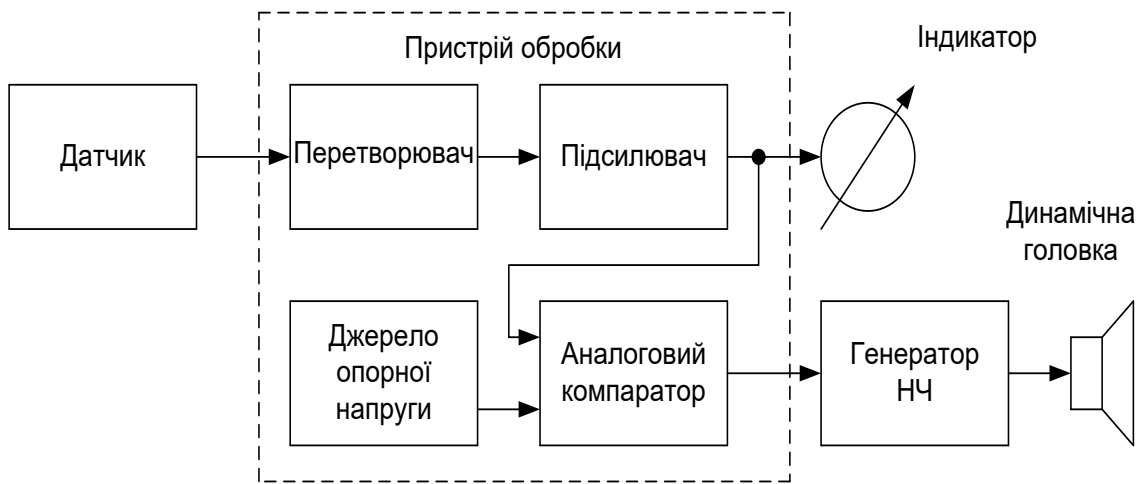 Пристрій обробки
Індикатор
Датчик
Перетворювач
Підсилювач
Динамічна
головка
Джерело
опорної
напруги
Аналоговий
компаратор
Генератор
НЧ